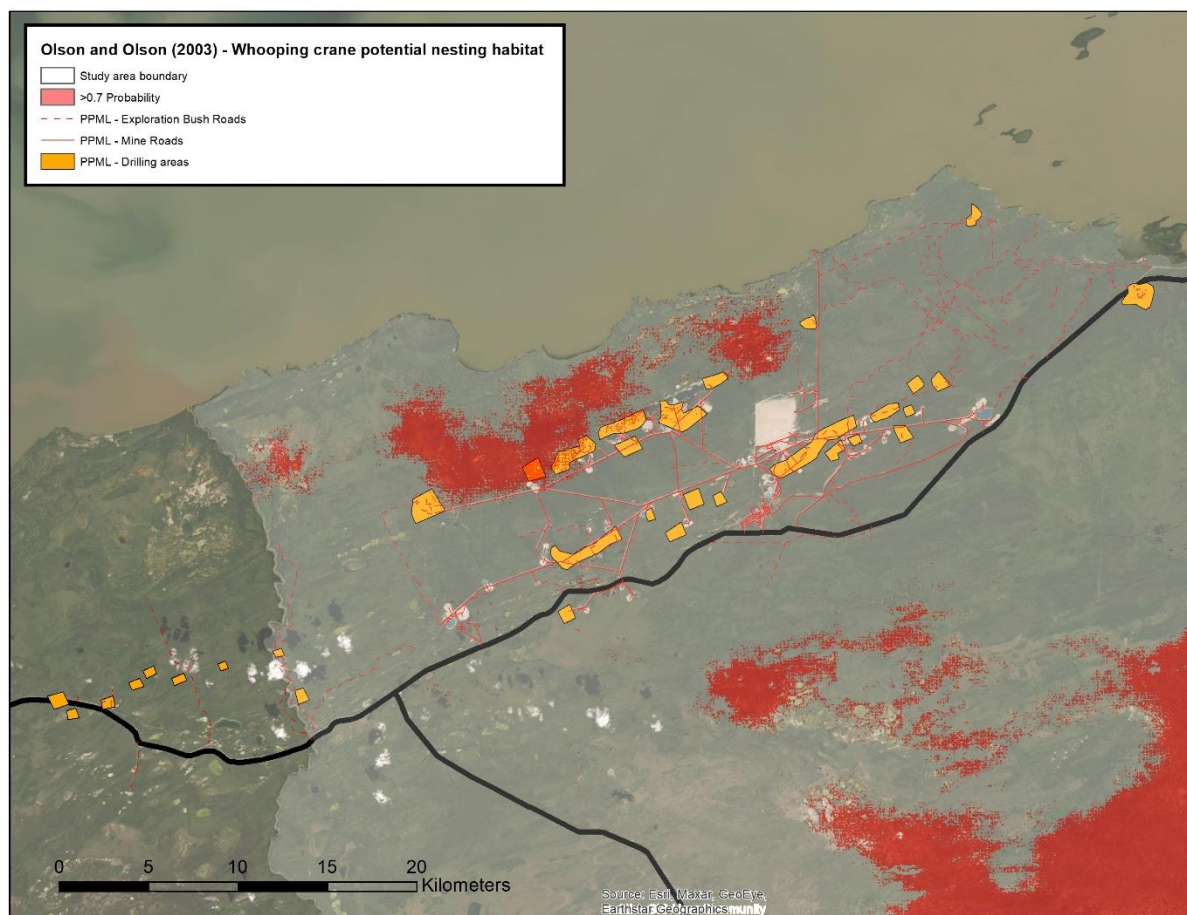 Olson and Olson (2003) - Whooping crane potential nesting habitat
Study area boundary
>0.7 Probability
PPML - Exploration Bush Roads
PPML - Mine Roads
PPML - Drilling areas
0 5 10 15 20
Kilometers
Source: Esri, Maxar, GeoEye,
Earthstar Geographics munity